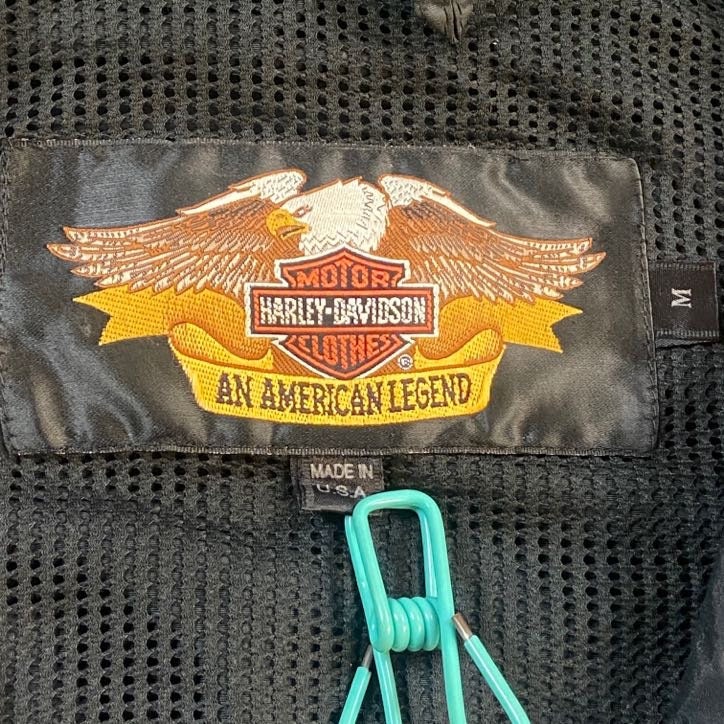 MOTOR
HARLEY-DAVIDSON
CLOTHES
®
AN AMERICAN LEGEND
M
MADE IN
U.S.A